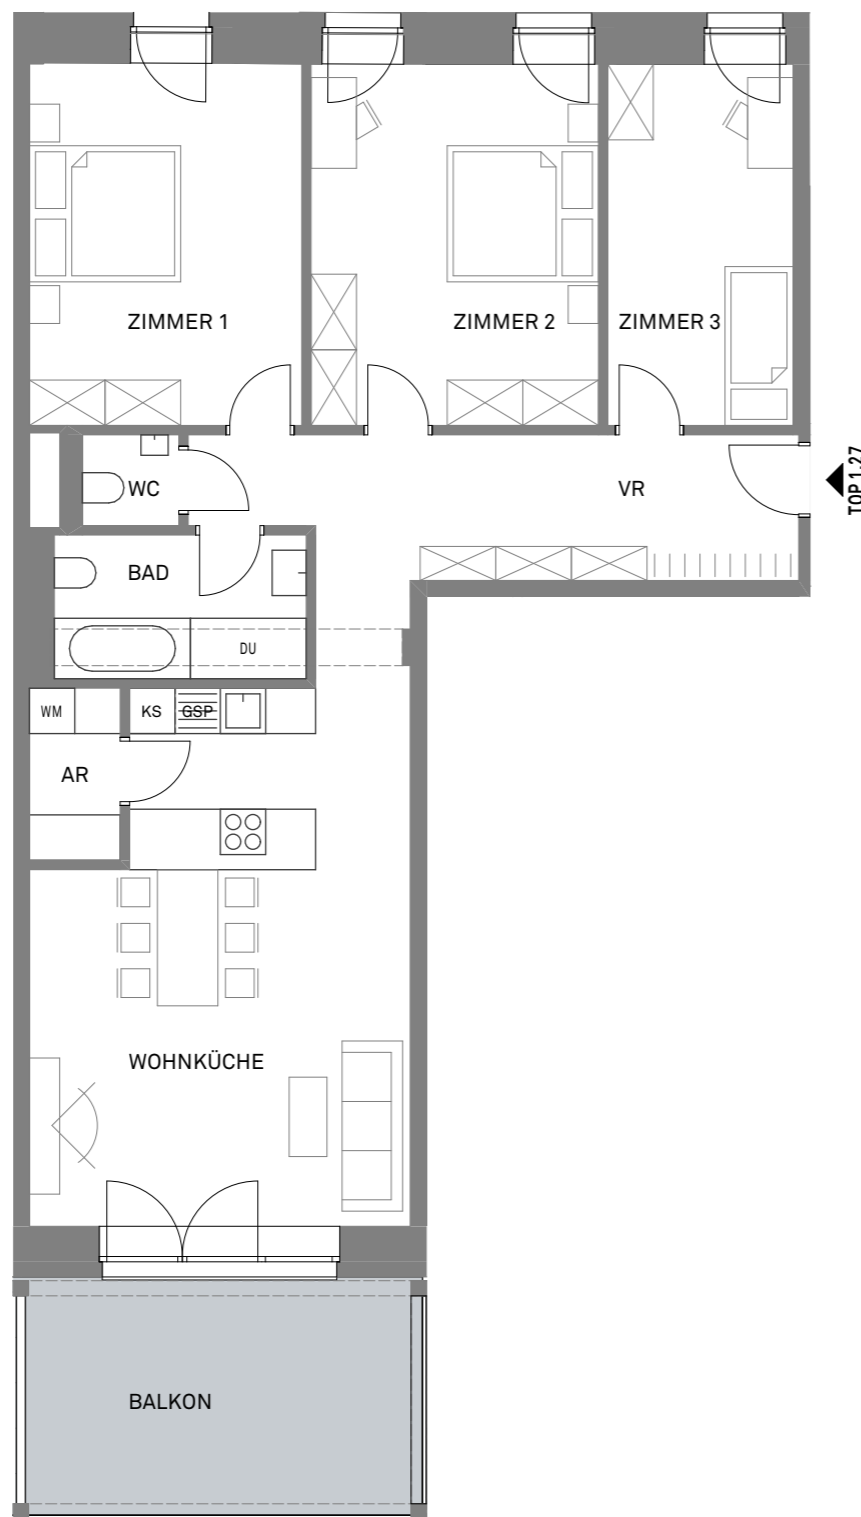 ZIMMER 1
ZIMMER 2
ZIMMER 3
WC
VR
TOP 1.27
BAD
DU
WM
KS
GSP
AR
WOHNKÜCHE
BALKON